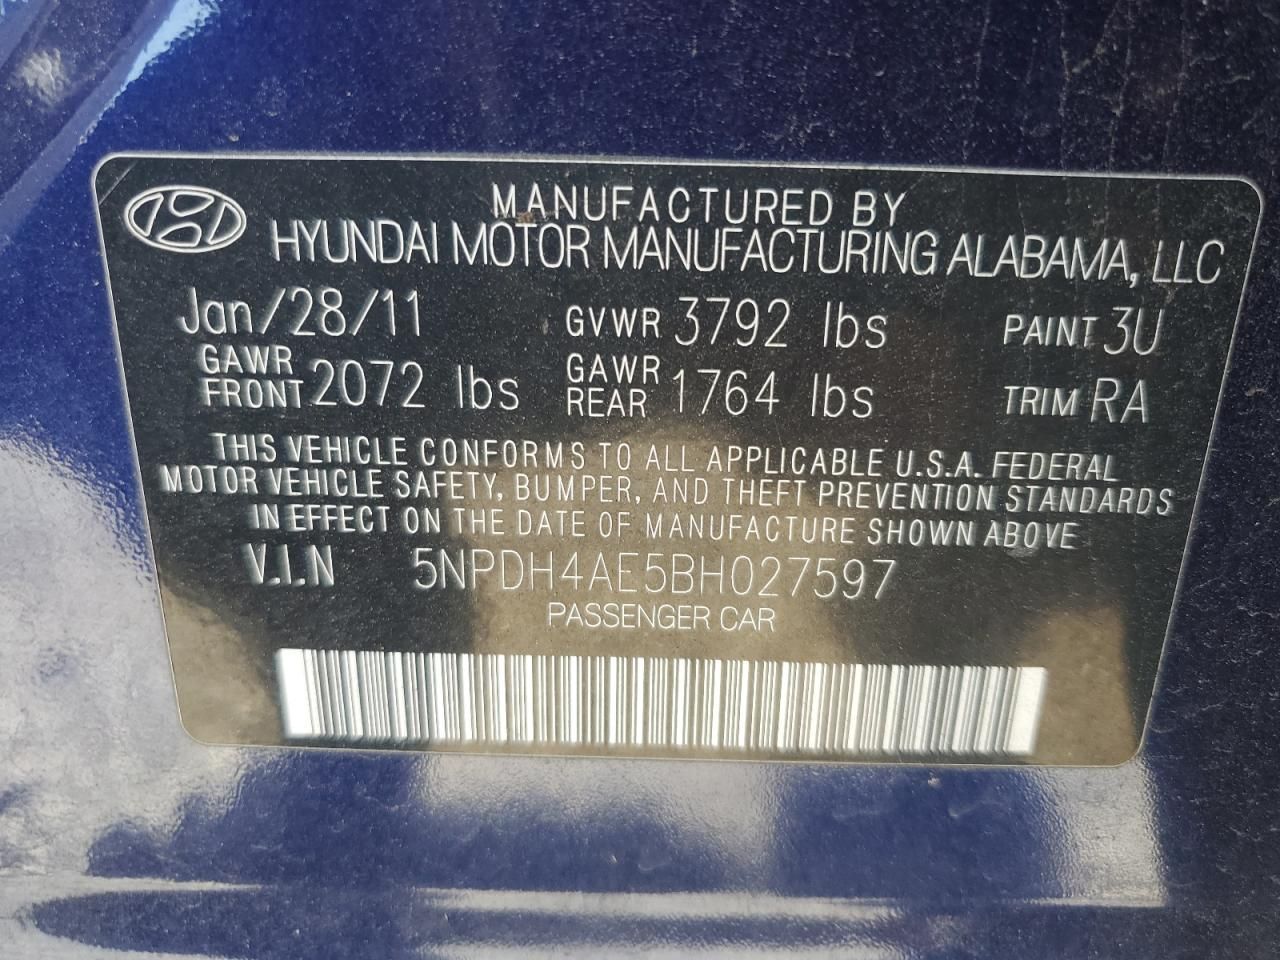 MANUFACTURED BY
HYUNDAI MOTOR MANUFACTURING ALABAMA, LLC
Jan/28/11 GVWR 3792 lbs PAINT 3U
GAWR FRONT 2072 lbs GAWR REAR 1764 lbs TRIM RA
THIS VEHICLE CONFORMS TO ALL APPLICABLE U.S.A. FEDERAL
MOTOR VEHICLE SAFETY, BUMPER, AND THEFT PREVENTION STANDARDS
IN EFFECT ON THE DATE OF MANUFACTURE SHOWN ABOVE
V.I.N 5NPDH4AE5BH027597
PASSENGER CAR